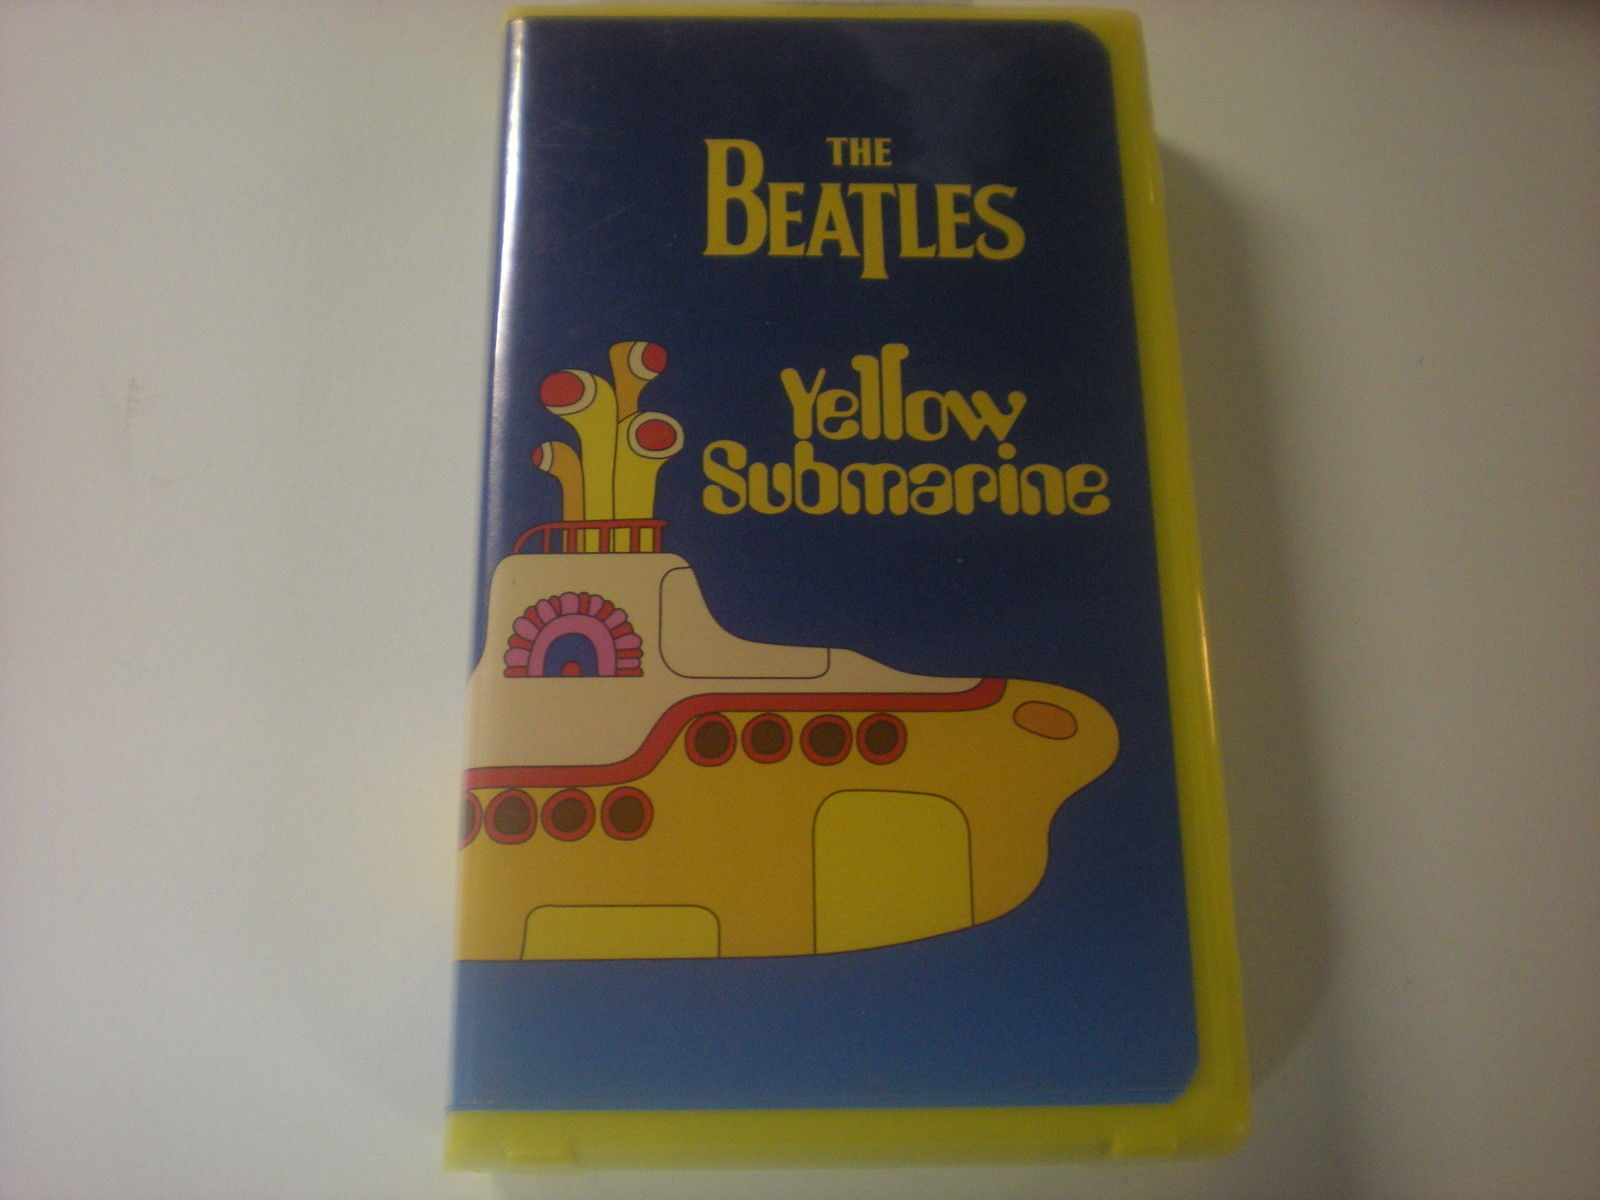 THE
BEATLES
Yellow
Submarine